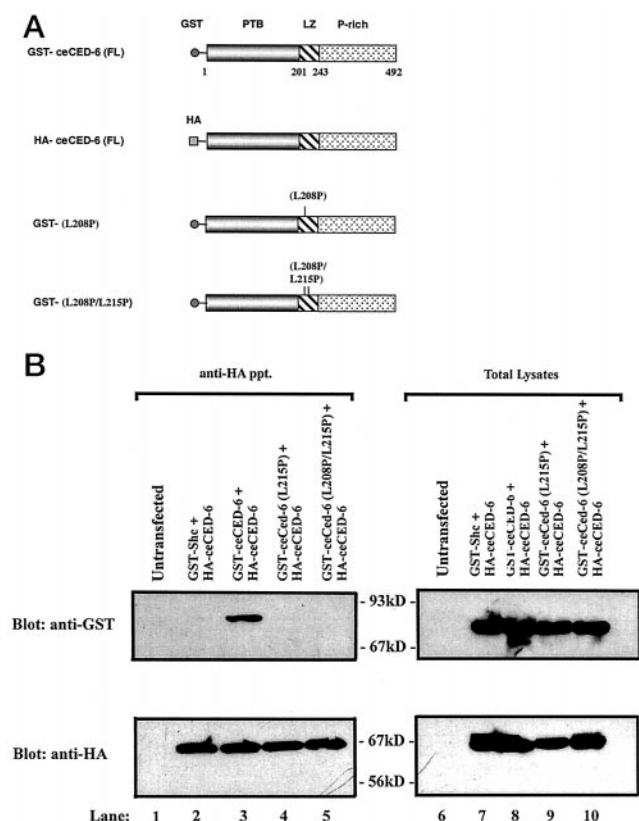 A
GST PTB LZ P-rich
GST- ceCED-6 (FL)
1 201 243 492
HA
HA- ceCED-6 (FL)
(L208P)
GST- (L208P)
(L208P/
L215P)
GST- (L208P/L215P)
B
anti-HA ppt. Total Lysates
Untransfected
GST-Shc +
HA-ceCED-6
GST-ceCED-6 +
HA-ceCED-6
GST-ceCed-6 (L215P) +
HA-ceCED-6
GST-ceCed-6 (L208P/L215P) +
HA-ceCED-6
Untransfected
GST-Shc +
HA-ceCED-6
GST-ceCED-6 +
HA-ceCED-6
GST-ceCed-6 (L215P) +
HA-ceCED-6
GST-ceCed-6 (L208P/L215P) +
HA-ceCED-6
Blot: anti-GST
- 93kD -
- 67kD -
Blot: anti-HA
- 67kD -
- 56kD -
Lane: 1 2 3 4 5 6 7 8 9 10